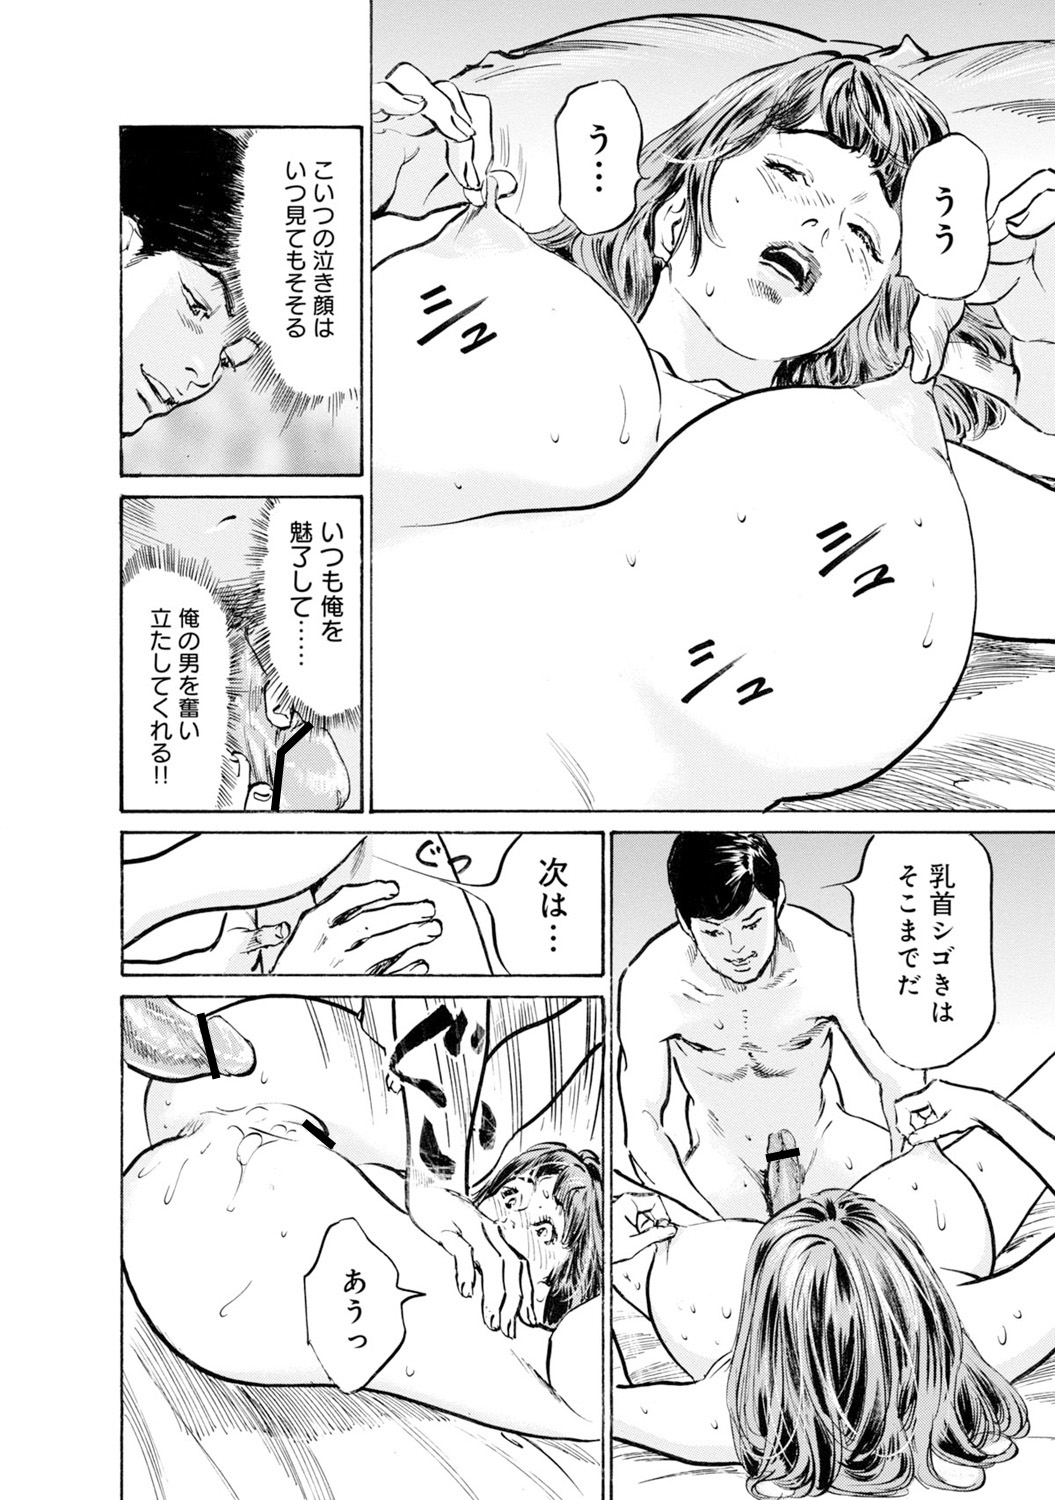 うう
う…
シュ
シュ
シュ
こいつの泣き顔は
いつ見てもそそる
いつも俺を
魅了して……
俺の男を奮い
立たしてくれる!!
乳首シゴきは
そこまでだ
次は…
ぐっ
あうっ